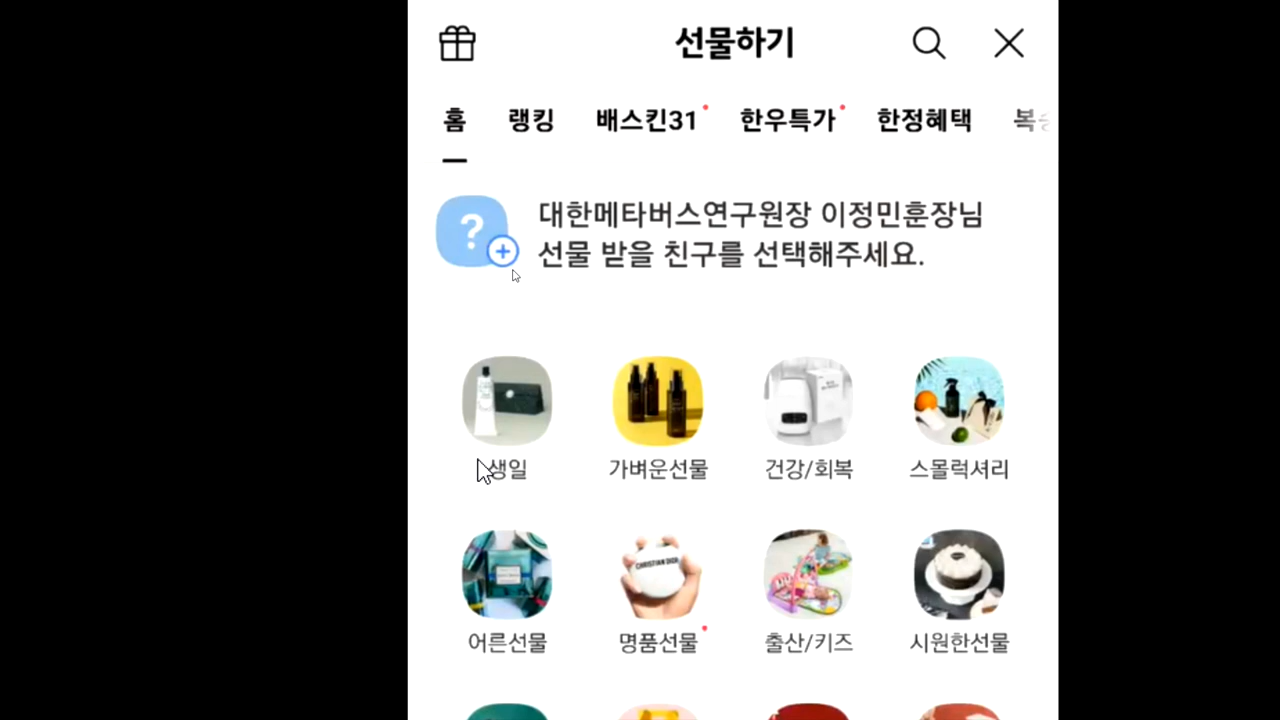 선물하기
홈 랭킹 배스킨31 한우특가 한정혜택 복숭
?
대한메타버스연구원장 이정민훈장님
선물 받을 친구를 선택해주세요.
생일 가벼운선물 건강/회복 스몰럭셔리
CHRISTIAN DIOR
어른선물 명품선물 출산/키즈 시원한선물